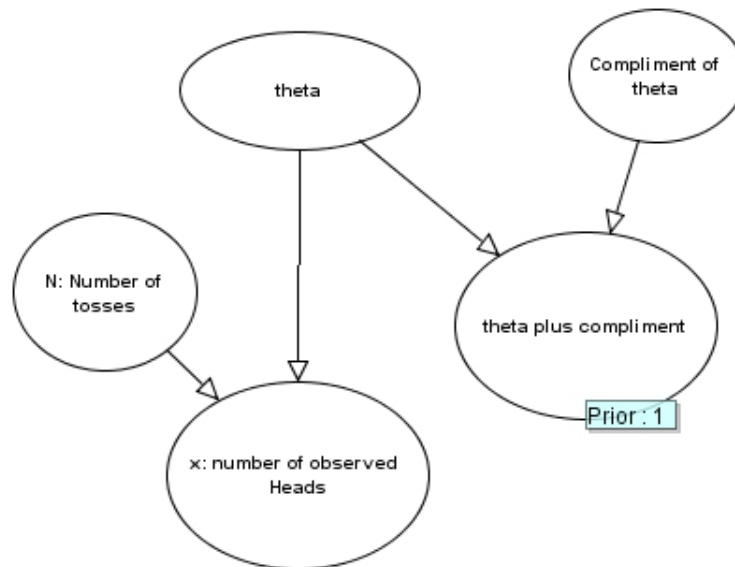 theta
Compliment of
theta
N: Number of
tosses
theta plus compliment
Prior : 1
x: number of observed
Heads